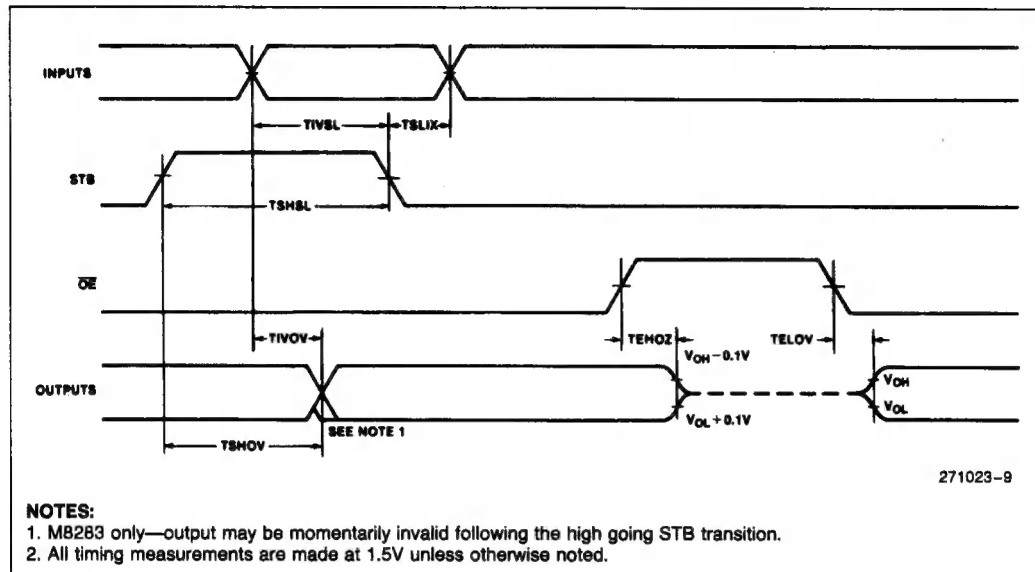 INPUTS
TIVSL
TSLIX
STB
TSHSL
OE
TIVOV
TEHOZ
TELOV
VOH−0.1V
VOH
OUTPUTS
VOL+0.1V
VOL
SEE NOTE 1
TSHOV
271023–9
NOTES:
1. M8283 only—output may be momentarily invalid following the high going STB transition.
2. All timing measurements are made at 1.5V unless otherwise noted.